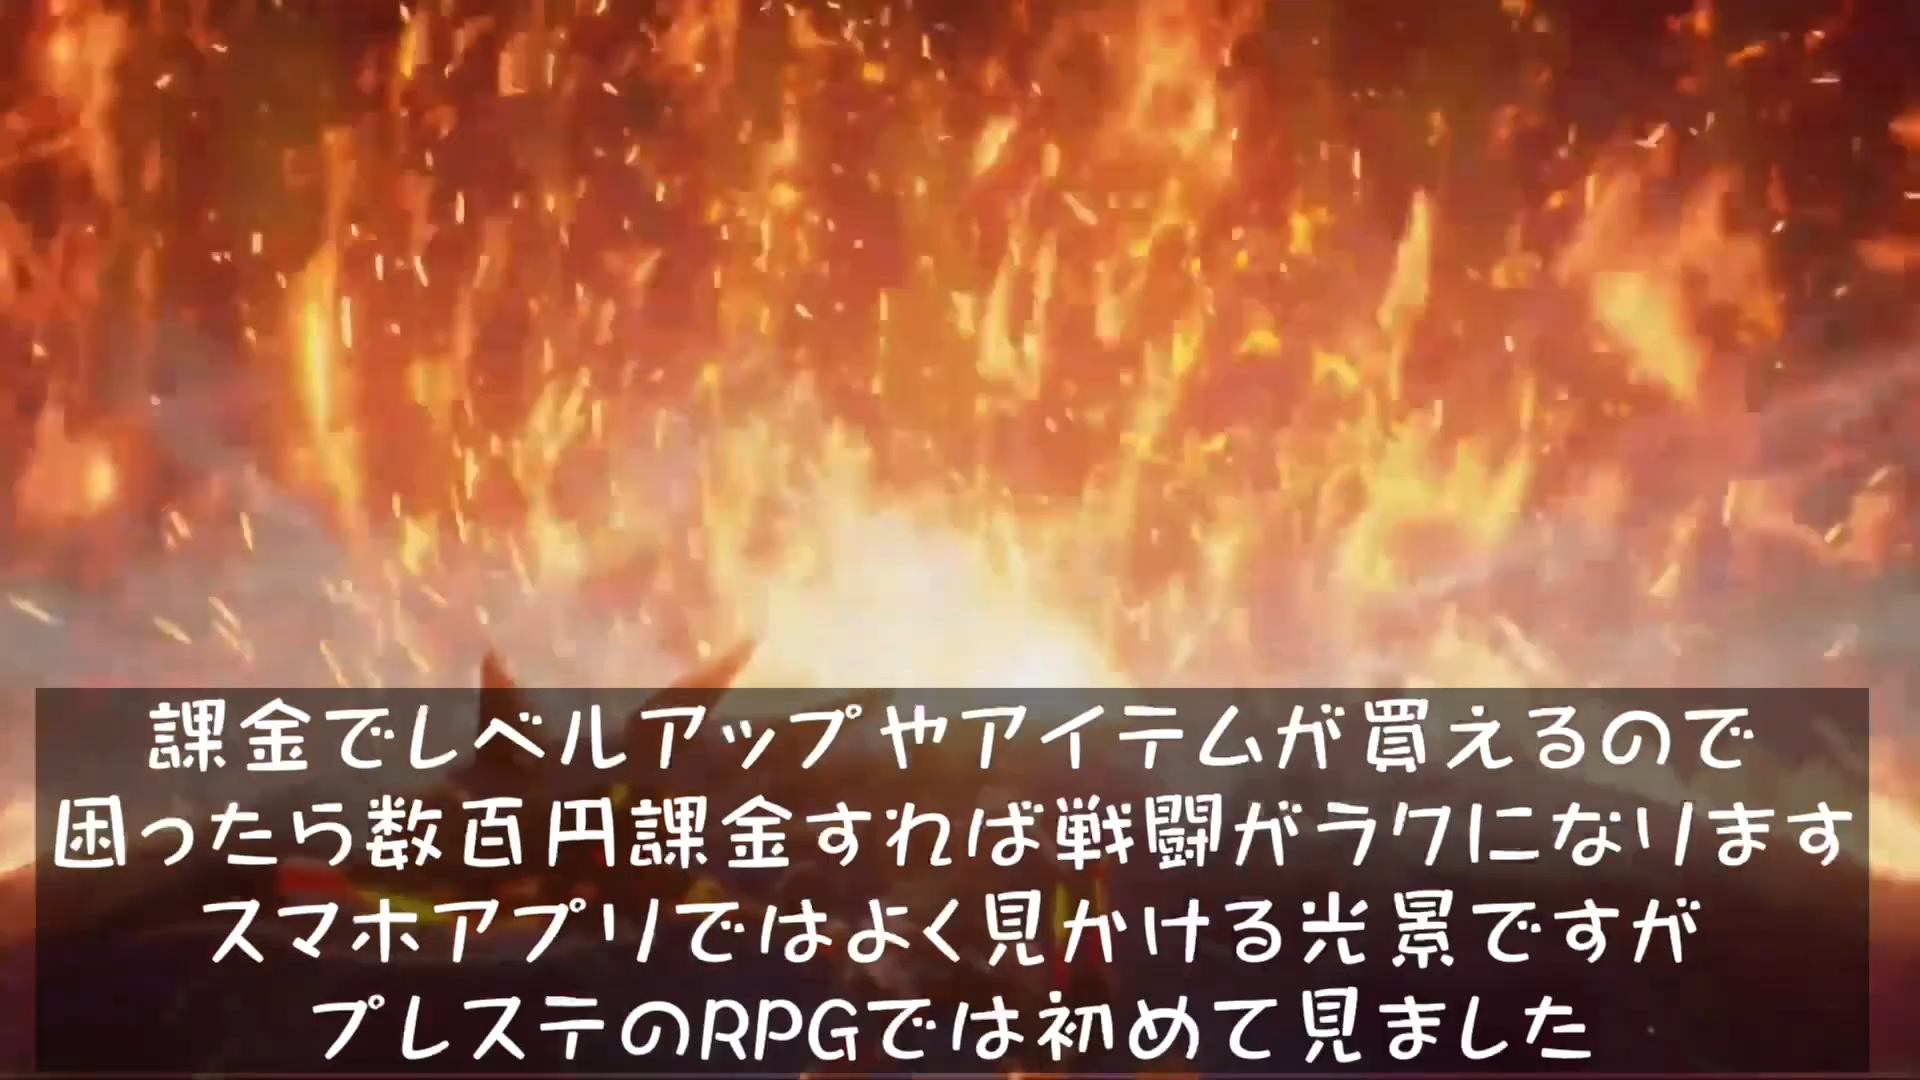 課金でレベルアップやアイテムが買えるので
困ったら数百円課金すれば戦闘がラクになります
スマホアプリではよく見かける光景ですが
プレステのRPGでは初めて見ました